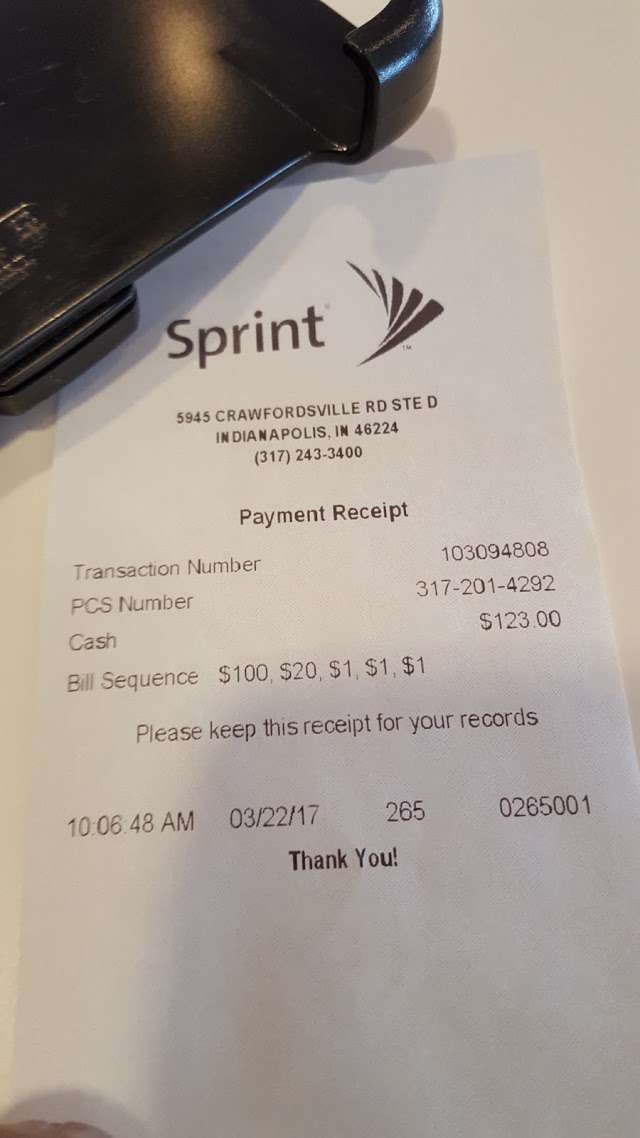 Sprint
5945 CRAWFORDSVILLE RD STE D
INDIANAPOLIS, IN 46224
(317) 243-3400
Payment Receipt
Transaction Number 103094808
PCS Number 317-201-4292
Cash $123.00
Bill Sequence $100, $20, $1, $1, $1
Please keep this receipt for your records
10:06:48 AM 03/22/17 265 0265001
Thank You!